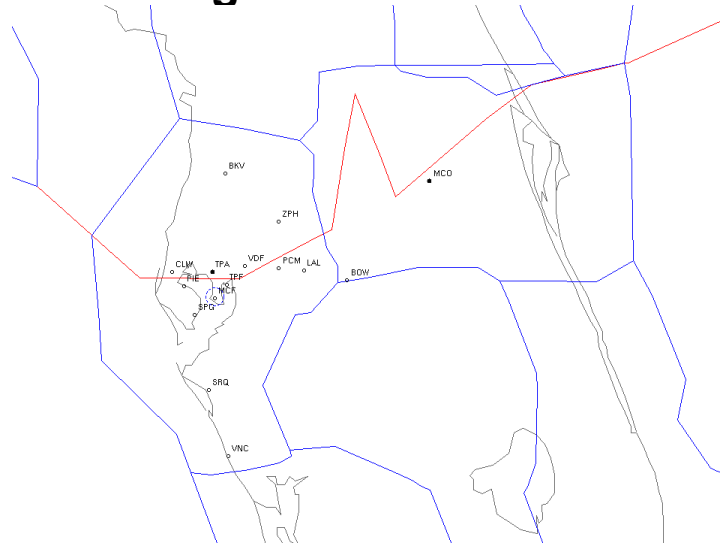 BKV
MCO
ZPH
CLW
TPA
VDF
PCM
LAL
PIE
TPF
BOW
MCF
SPG
SRQ
VNC